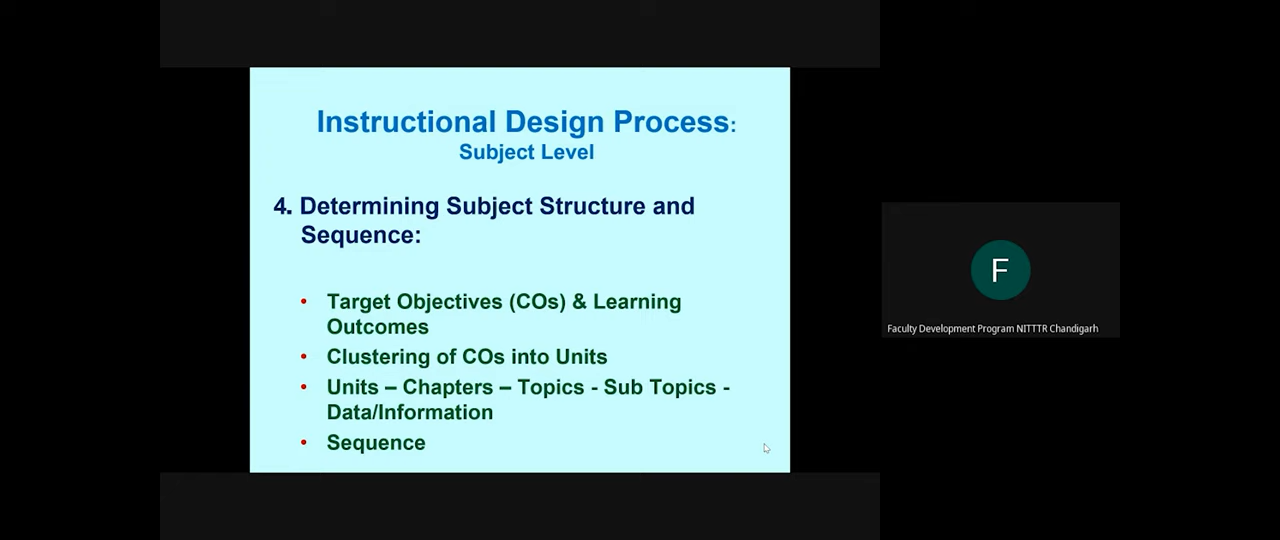 Instructional Design Process:
Subject Level
4. Determining Subject Structure and
Sequence:
• Target Objectives (COs) & Learning
Outcomes
• Clustering of COs into Units
• Units – Chapters – Topics - Sub Topics -
Data/Information
• Sequence
F
Faculty Development Program NITTTR Chandigarh